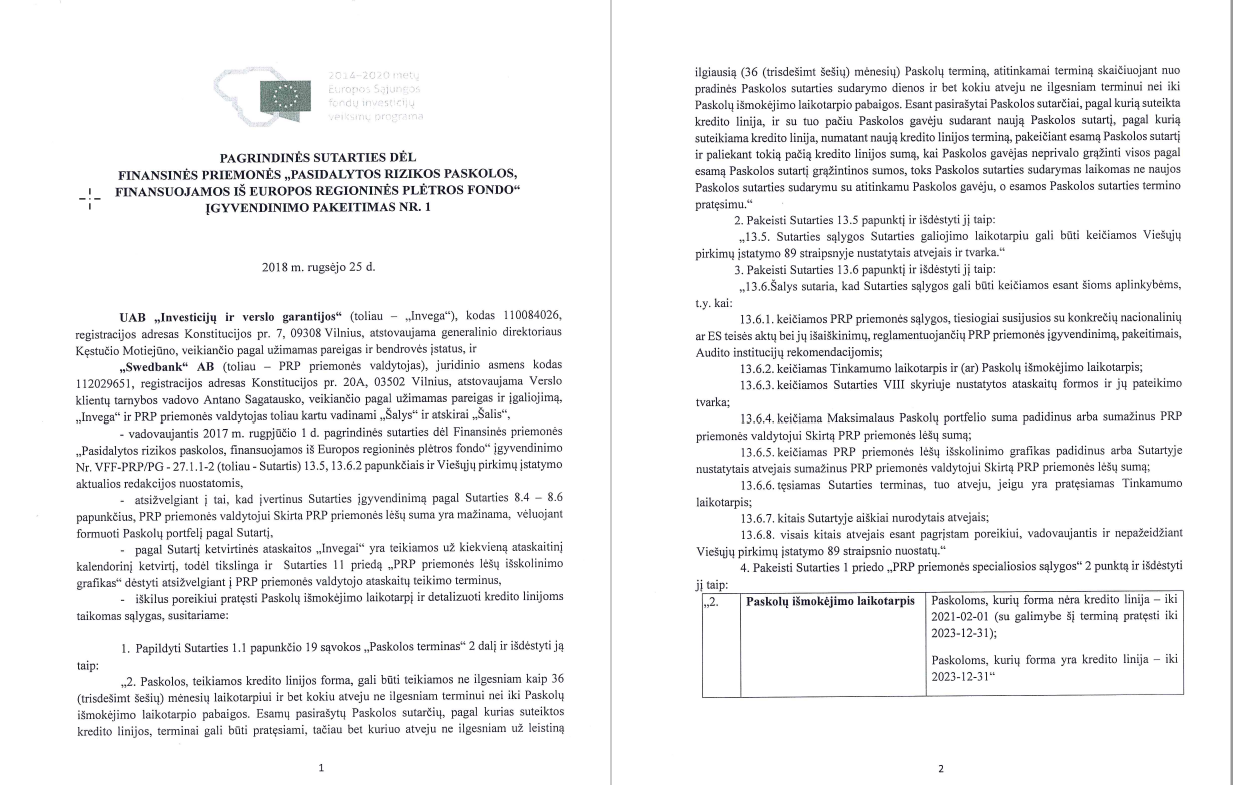 2014–2020 metų
Europos Sąjungos
fondų investicijų
veiksmų programa
PAGRINDINĖS SUTARTIES DĖL
FINANSINĖS PRIEMONĖS „PASIDALYTOS RIZIKOS PASKOLOS,
FINANSUOJAMOS IŠ EUROPOS REGIONINĖS PLĖTROS FONDO“
ĮGYVENDINIMO PAKEITIMAS NR. 1
2018 m. rugsėjo 25 d.
UAB „Investicijų ir verslo garantijos“ (toliau – „Invega“), kodas 110084026,
registracijos adresas Konstitucijos pr. 7, 09308 Vilnius, atstovaujama generalinio direktoriaus
Kęstučio Motiejūno, veikiančio pagal užimamas pareigas ir bendrovės įstatus, ir
„Swedbank“ AB (toliau – PRP priemonės valdytojas), juridinio asmens kodas
112029651, registracijos adresas Konstitucijos pr. 20A, 03502 Vilnius, atstovaujama Verslo
klientų tarnybos vadovo Antano Sagatausko, veikiančio pagal užimamas pareigas ir įgaliojimą,
„Invega“ ir PRP priemonės valdytojas toliau kartu vadinami „Šalys“ ir atskirai „Šalis“,
- vadovaujantis 2017 m. rugpjūčio 1 d. pagrindinės sutarties dėl Finansinės priemonės
„Pasidalytos rizikos paskolos, finansuojamos iš Europos regioninės plėtros fondo“ įgyvendinimo
Nr. VFF-PRP/PG - 27.1.1-2 (toliau - Sutartis) 13.5, 13.6.2 papunkčiais ir Viešųjų pirkimų įstatymo
aktualios redakcijos nuostatomis,
- atsižvelgiant į tai, kad įvertinus Sutarties įgyvendinimą pagal Sutarties 8.4 – 8.6
papunkčius, PRP priemonės valdytojui Skirta PRP priemonės lėšų suma yra mažinama, vėluojant
formuoti Paskolų portfelį pagal Sutartį,
- pagal Sutartį ketvirtinės ataskaitos „Invegai“ yra teikiamos už kiekvieną ataskaitinį
kalendorinį ketvirtį, todėl tikslinga ir Sutarties 11 priedą „PRP priemonės lėšų išskolinimo
grafikas“ dėstyti atsižvelgiant į PRP priemonės valdytojo ataskaitų teikimo terminus,
- iškilus poreikiui pratęsti Paskolų išmokėjimo laikotarpį ir detalizuoti kredito linijoms
taikomas sąlygas, susitariame:
1. Papildyti Sutarties 1.1 papunkčio 19 sąvokos „Paskolos terminas“ 2 dalį ir išdėstyti ją
taip:
„2. Paskolos, teikiamos kredito linijos forma, gali būti teikiamos ne ilgesniam kaip 36
(trisdešimt šešių) mėnesių laikotarpiui ir bet kokiu atveju ne ilgesniam terminui nei iki Paskolų
išmokėjimo laikotarpio pabaigos. Esamų pasirašytų Paskolos sutarčių, pagal kurias suteiktos
kredito linijos, terminai gali būti pratęsiami, tačiau bet kuriuo atveju ne ilgesniam už leistiną
1
ilgiausią (36 (trisdešimt šešių) mėnesių) Paskolų terminą, atitinkamai terminą skaičiuojant nuo
pradinės Paskolos sutarties sudarymo dienos ir bet kokiu atveju ne ilgesniam terminui nei iki
Paskolų išmokėjimo laikotarpio pabaigos. Esant pasirašytai Paskolos sutarčiai, pagal kurią suteikta
kredito linija, ir su tuo pačiu Paskolos gavėju sudarant naują Paskolos sutartį, pagal kurią
suteikiama kredito linija, numatant naują kredito linijos terminą, pakeičiant esamą Paskolos sutartį
ir paliekant tokią pačią kredito linijos sumą, kai Paskolos gavėjas neprivalo grąžinti visos pagal
esamą Paskolos sutartį grąžintinos sumos, toks Paskolos sutarties sudarymas laikomas ne naujos
Paskolos sutarties sudarymu su atitinkamu Paskolos gavėju, o esamos Paskolos sutarties termino
pratęsimu.“
2. Pakeisti Sutarties 13.5 papunktį ir išdėstyti jį taip:
„13.5. Sutarties sąlygos Sutarties galiojimo laikotarpiu gali būti keičiamos Viešųjų
pirkimų įstatymo 89 straipsnyje nustatytais atvejais ir tvarka.“
3. Pakeisti Sutarties 13.6 papunktį ir išdėstyti jį taip:
„13.6.Šalys sutaria, kad Sutarties sąlygos gali būti keičiamos esant šioms aplinkybėms,
t.y. kai:
13.6.1. keičiamos PRP priemonės sąlygos, tiesiogiai susijusios su konkrečių nacionalinių
ar ES teisės aktų bei jų išaiškinimų, reglamentuojančių PRP priemonės įgyvendinimą, pakeitimais,
Audito institucijų rekomendacijomis;
13.6.2. keičiamas Tinkamumo laikotarpis ir (ar) Paskolų išmokėjimo laikotarpis;
13.6.3. keičiamos Sutarties VIII skyriuje nustatytos ataskaitų formos ir jų pateikimo
tvarka;
13.6.4. keičiama Maksimalaus Paskolų portfelio suma padidinus arba sumažinus PRP
priemonės valdytojui Skirtą PRP priemonės lėšų sumą;
13.6.5. keičiamas PRP priemonės lėšų išskolinimo grafikas padidinus arba Sutartyje
nustatytais atvejais sumažinus PRP priemonės valdytojui Skirtą PRP priemonės lėšų sumą;
13.6.6. tęsiamas Sutarties terminas, tuo atveju, jeigu yra pratęsiamas Tinkamumo
laikotarpis;
13.6.7. kitais Sutartyje aiškiai nurodytais atvejais;
13.6.8. visais kitais atvejais esant pagrįstam poreikiui, vadovaujantis ir nepažeidžiant
Viešųjų pirkimų įstatymo 89 straipsnio nuostatų.“
4. Pakeisti Sutarties 1 priedo „PRP priemonės specialiosios sąlygos“ 2 punktą ir išdėstyti
jį taip:
„2. Paskolų išmokėjimo laikotarpis Paskoloms, kurių forma nėra kredito linija – iki
2021-02-01 (su galimybe šį terminą pratęsti iki
2023-12-31);
Paskoloms, kurių forma yra kredito linija – iki
2023-12-31“
2